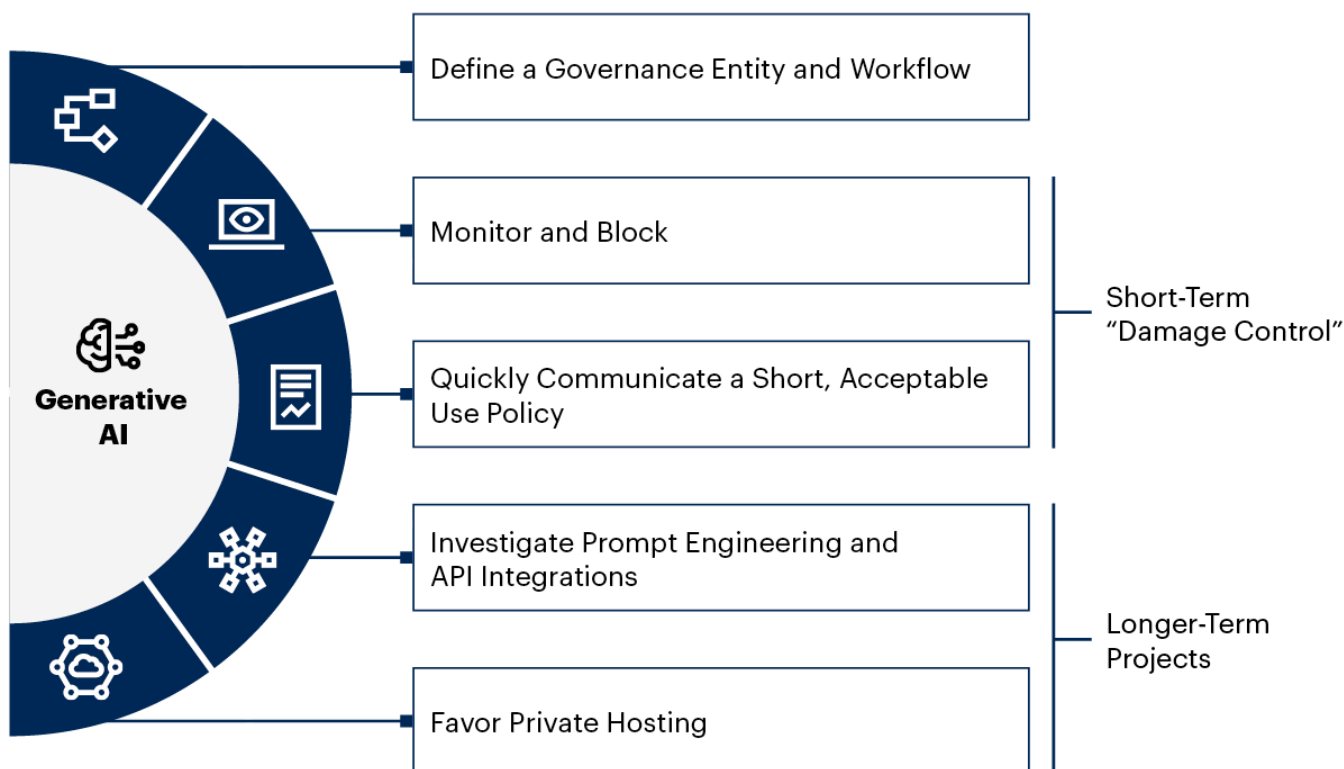 Define a Governance Entity and Workflow
Monitor and Block
Short-Term
“Damage Control”
Generative
AI
Quickly Communicate a Short, Acceptable
Use Policy
Investigate Prompt Engineering and
API Integrations
Longer-Term
Projects
Favor Private Hosting